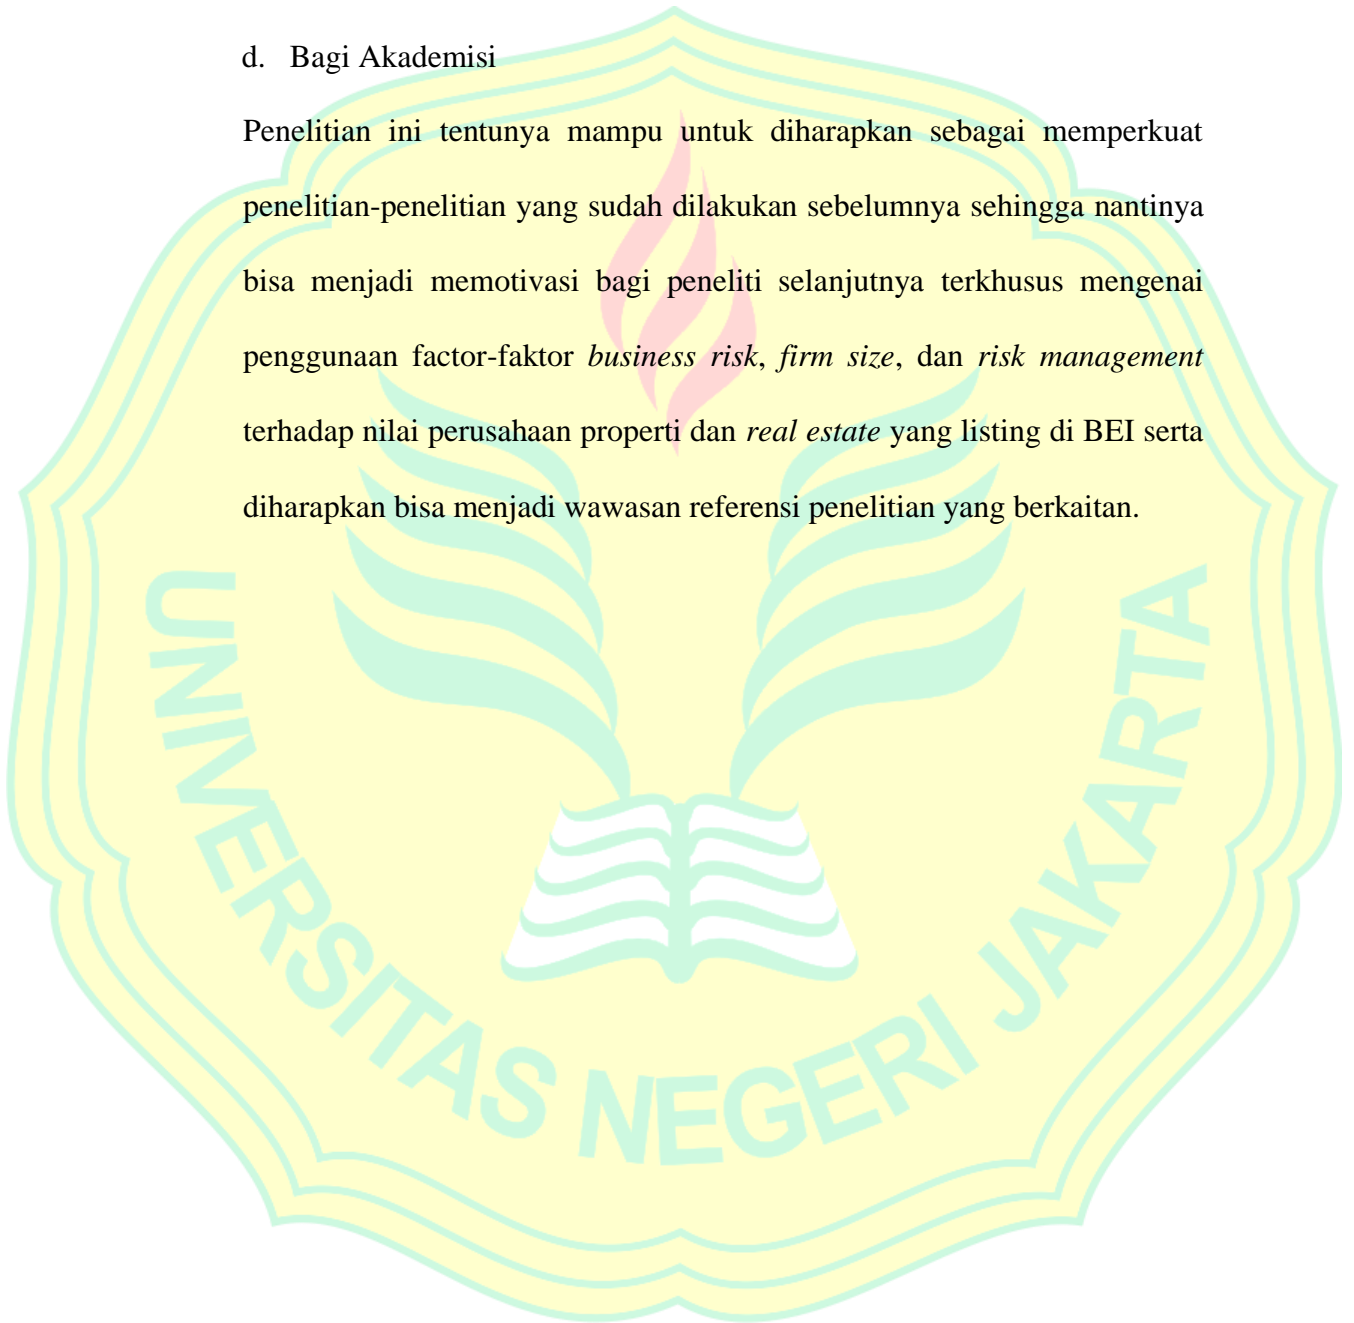 d. Bagi Akademisi
Penelitian ini tentunya mampu untuk diharapkan sebagai memperkuat
penelitian-penelitian yang sudah dilakukan sebelumnya sehingga nantinya
bisa menjadi memotivasi bagi peneliti selanjutnya terkhusus mengenai
penggunaan factor-faktor business risk, firm size, dan risk management
terhadap nilai perusahaan properti dan real estate yang listing di BEI serta
diharapkan bisa menjadi wawasan referensi penelitian yang berkaitan.
UNIVERSITAS NEGERI JAKARTA